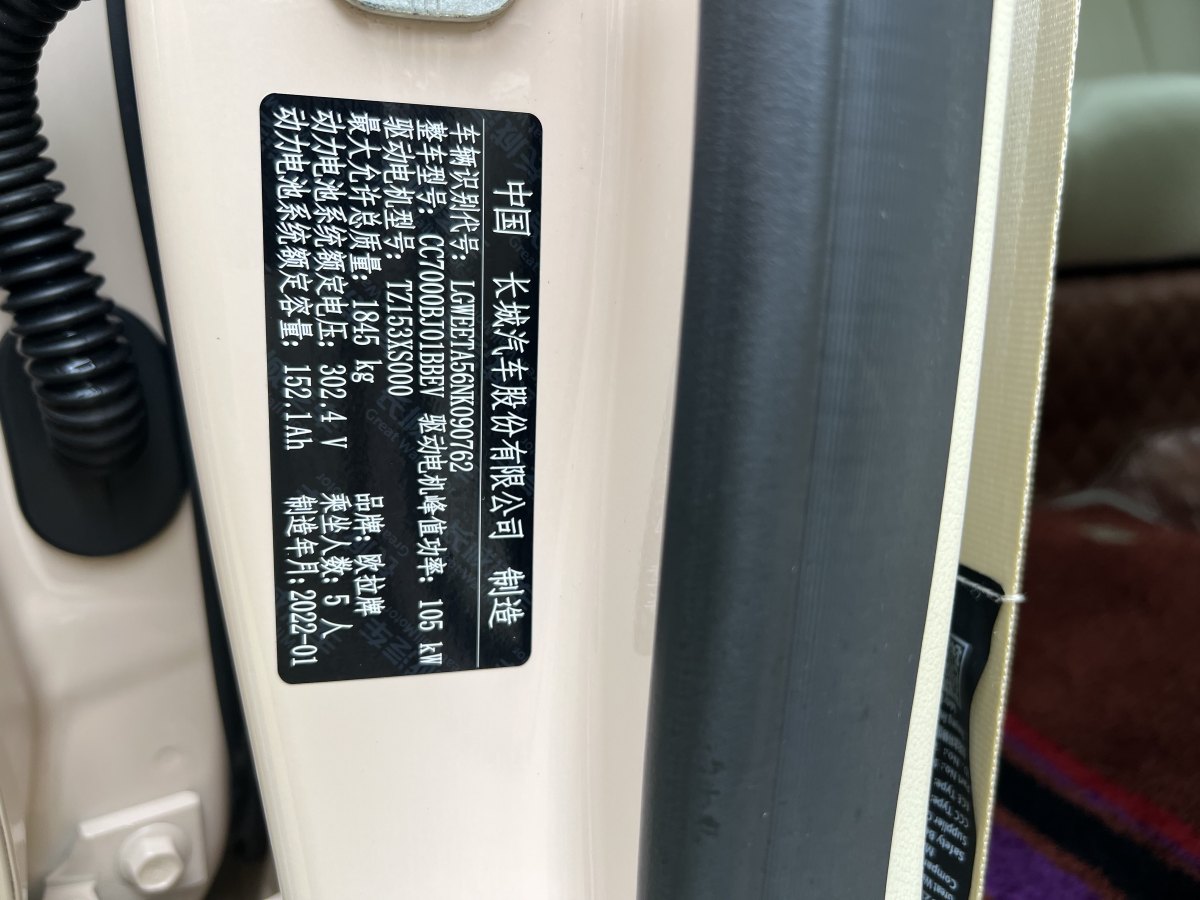 中国 长城汽车股份有限公司 制造
车辆识别代号: LGWEETA56NK090762
整车型号: CC7000BJ01BBEV 驱动电机峰值功率: 105 kW
驱动电机型号: TZ153XS000
最大允许总质量: 1845 kg 品牌: 欧拉牌
动力电池系统额定电压: 302.4 V 乘坐人数: 5 人
动力电池系统额定容量: 152.1Ah 制造年月: 2022-01
CCC Type:
Supplier
Safety